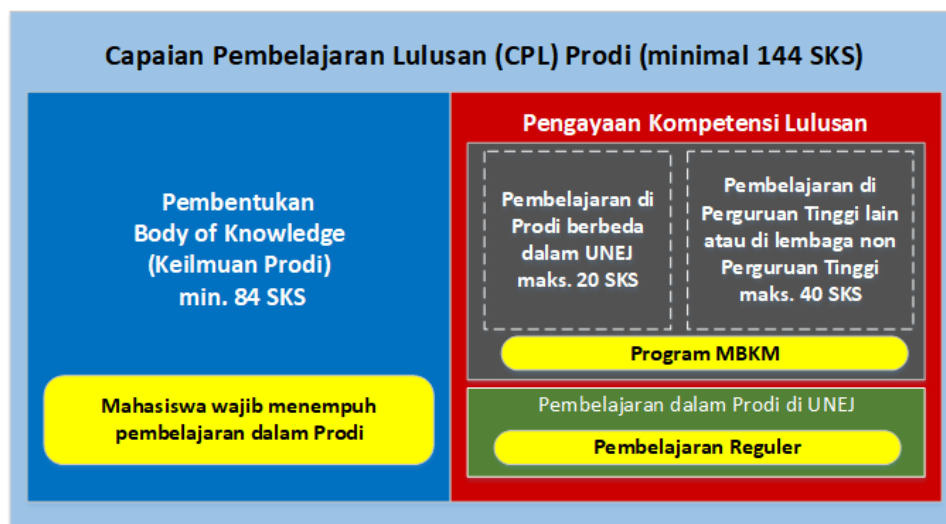 Capaian Pembelajaran Lulusan (CPL) Prodi (minimal 144 SKS)
Pembentukan
Body of Knowledge
(Keilmuan Prodi)
min. 84 SKS
Mahasiswa wajib menempuh
pembelajaran dalam Prodi
Pengayaan Kompetensi Lulusan
Pembelajaran di
Prodi berbeda
dalam UNEJ
maks. 20 SKS
Pembelajaran di
Perguruan Tinggi lain
atau di lembaga non
Perguruan Tinggi
maks. 40 SKS
Program MBKM
Pembelajaran dalam Prodi di UNEJ
Pembelajaran Reguler